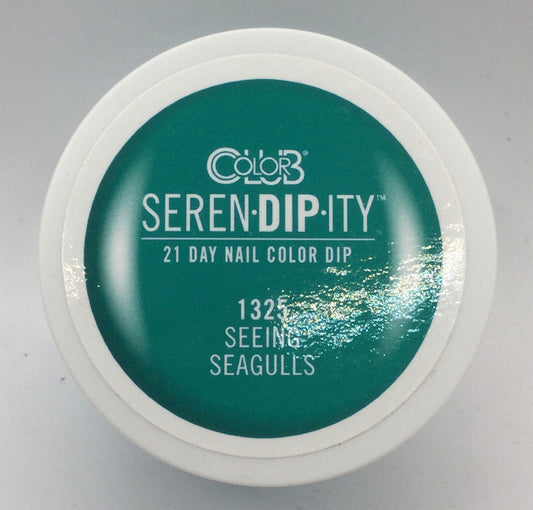 COLOR CLUB®
SEREN·DIP·ITY™
21 DAY NAIL COLOR DIP
1325
SEEING
SEAGULLS